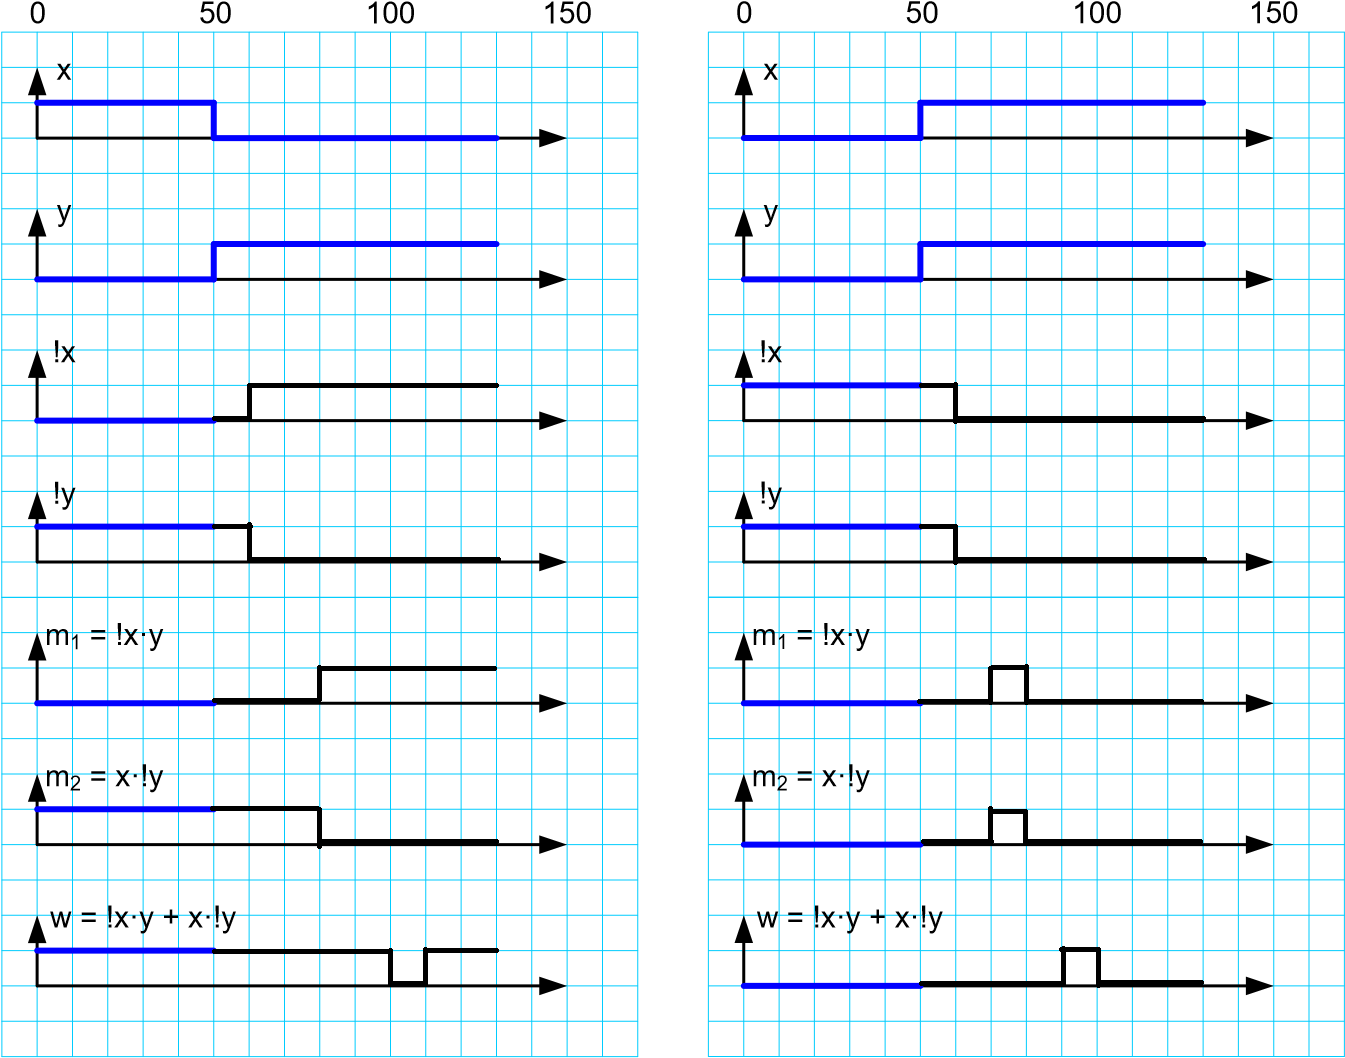 0 50 100 150
x
y
!x
!y
m₁ = !x·y
m₂ = x·!y
w = !x·y + x·!y
0 50 100 150
x
y
!x
!y
m₁ = !x·y
m₂ = x·!y
w = !x·y + x·!y